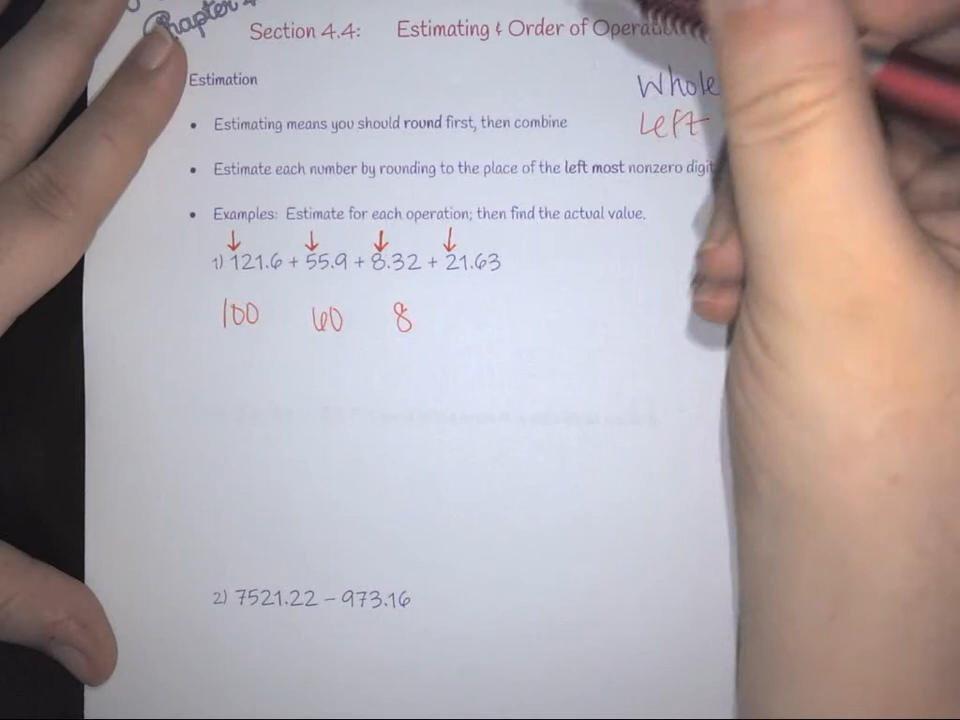 Chapter
Section 4.4: Estimating & Order of Operati
Estimation
Whole
Left
• Estimating means you should round first, then combine
• Estimate each number by rounding to the place of the left most nonzero digit
• Examples: Estimate for each operation; then find the actual value.
1) 121.6 + 55.9 + 8.32 + 21.63
100 60 8
2) 7521.22 – 973.16